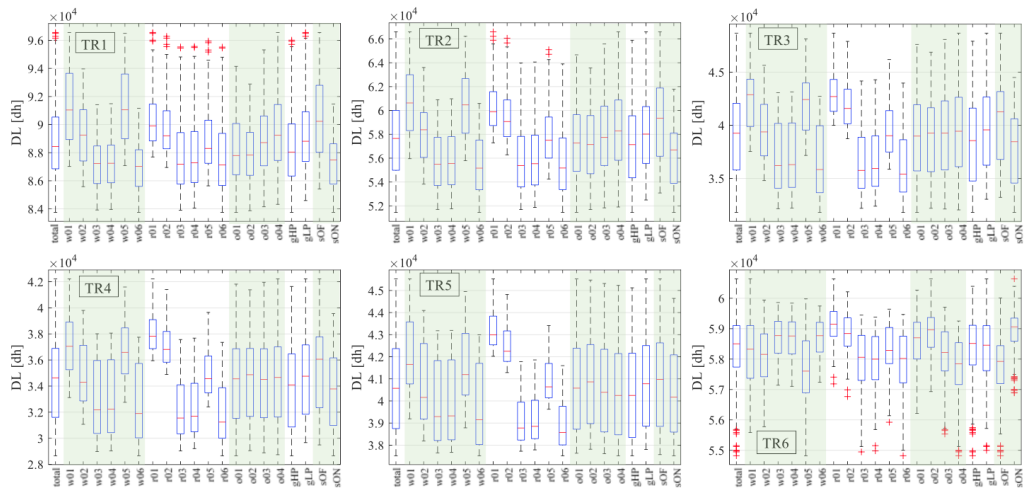 ×10⁴
×10⁴
×10⁴
9.6
9.4
9.2
9
8.8
8.6
8.4
DL [dh]
TR1
total
w01
w02
w03
w04
w05
w06
r01
r02
r03
r04
r05
r06
o01
o02
o03
o04
gHP
gLP
sOF
sON
6.6
6.4
6.2
6
5.8
5.6
5.4
5.2
DL [dh]
TR2
total
w01
w02
w03
w04
w05
w06
r01
r02
r03
r04
r05
r06
o01
o02
o03
o04
gHP
gLP
sOF
sON
4.5
4
3.5
DL [dh]
TR3
total
w01
w02
w03
w04
w05
w06
r01
r02
r03
r04
r05
r06
o01
o02
o03
o04
gHP
gLP
sOF
sON
×10⁴
×10⁴
×10⁴
4.2
4
3.8
3.6
3.4
3.2
3
2.8
DL [dh]
TR4
total
w01
w02
w03
w04
w05
w06
r01
r02
r03
r04
r05
r06
o01
o02
o03
o04
gHP
gLP
sOF
sON
4.5
4.4
4.3
4.2
4.1
4
3.9
3.8
DL [dh]
TR5
total
w01
w02
w03
w04
w05
w06
r01
r02
r03
r04
r05
r06
o01
o02
o03
o04
gHP
gLP
sOF
sON
6
5.9
5.8
5.7
5.6
5.5
DL [dh]
TR6
total
w01
w02
w03
w04
w05
w06
r01
r02
r03
r04
r05
r06
o01
o02
o03
o04
gHP
gLP
sOF
sON